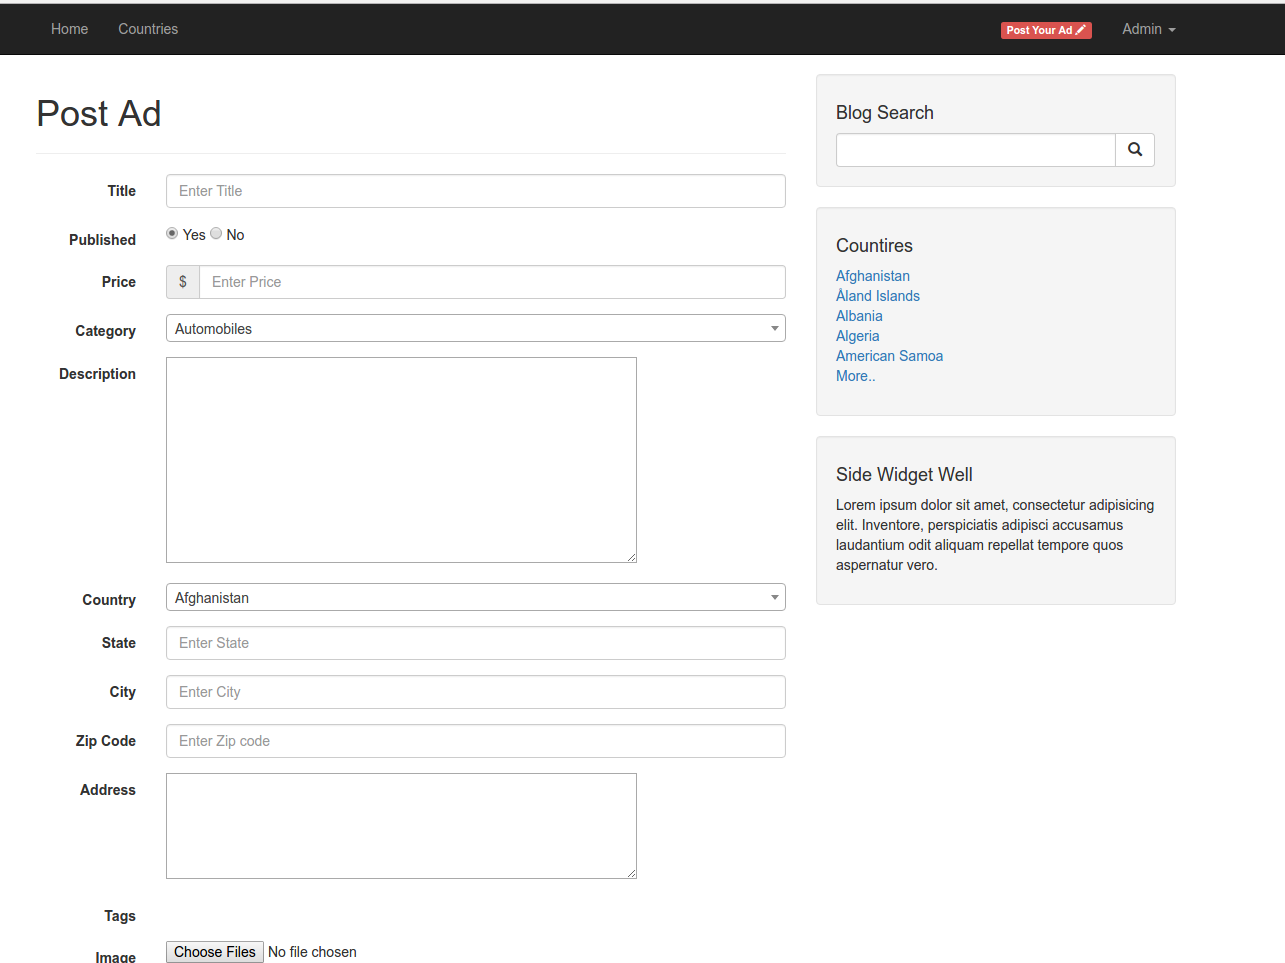 Home Countries Post Your Ad Admin
Post Ad
Title Enter Title
Published Yes No
Price $ Enter Price
Category Automobiles
Description
Country Afghanistan
State Enter State
City Enter City
Zip Code Enter Zip code
Address
Tags
Image Choose Files No file chosen
Blog Search
Countires
Afghanistan
Åland Islands
Albania
Algeria
American Samoa
More..
Side Widget Well
Lorem ipsum dolor sit amet, consectetur adipisicing
elit. Inventore, perspiciatis adipisci accusamus
laudantium odit aliquam repellat tempore quos
aspernatur vero.